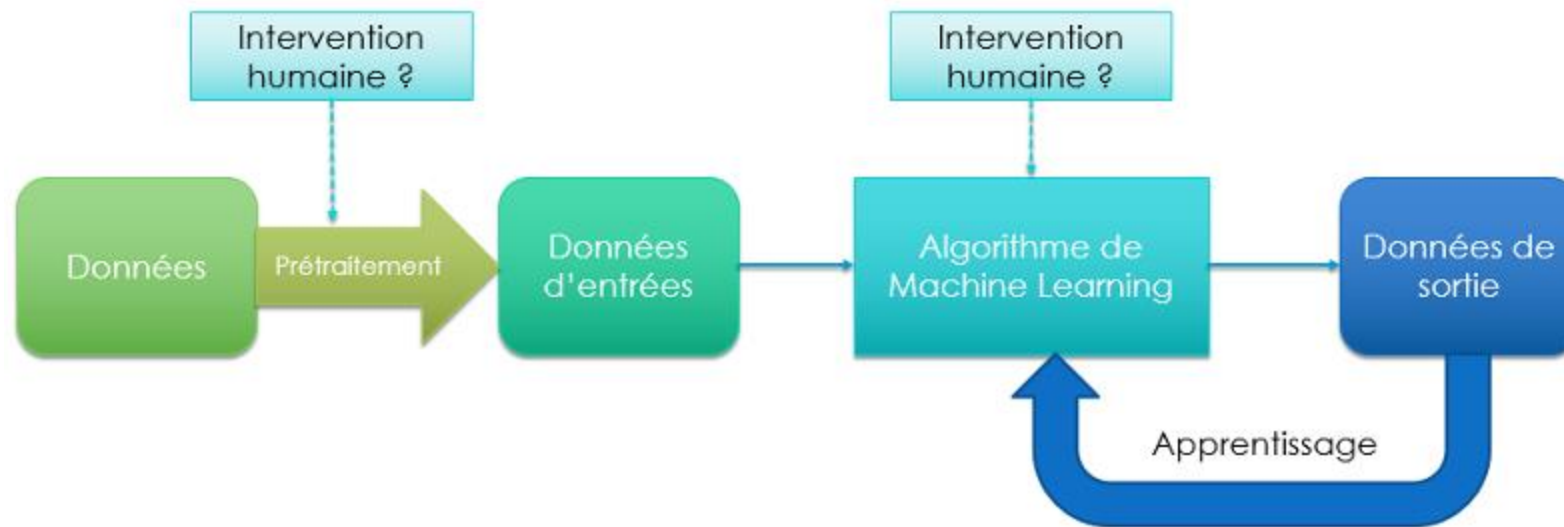 Intervention
humaine ?
Intervention
humaine ?
Données
Prétraitement
Données
d'entrées
Algorithme de
Machine Learning
Données de
sortie
Apprentissage